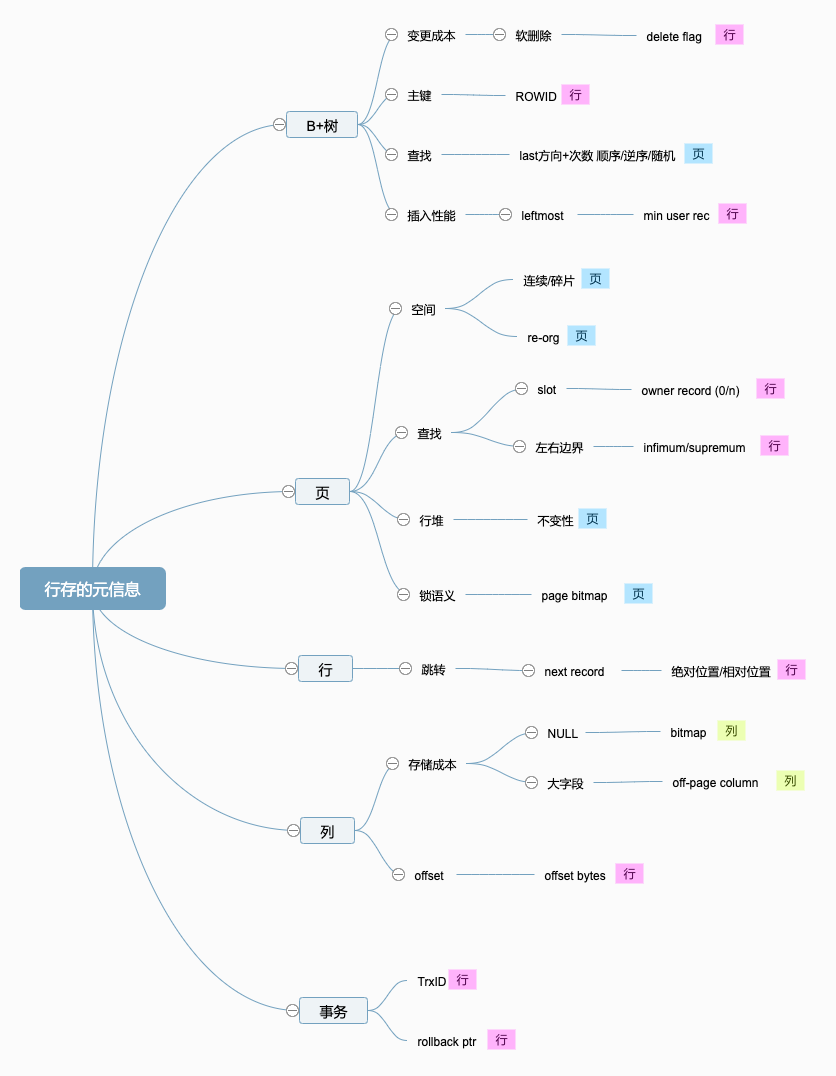 行存的元信息
B+树
变更成本
软删除
delete flag
行
主键
ROWID
行
查找
last方向+次数 顺序/逆序/随机
页
插入性能
leftmost
min user rec
行
页
空间
连续/碎片
页
re-org
页
查找
slot
owner record (0/n)
行
左右边界
infimum/supremum
行
行堆
不变性
页
锁语义
page bitmap
页
行
跳转
next record
绝对位置/相对位置
行
列
存储成本
NULL
bitmap
列
大字段
off-page column
列
offset
offset bytes
行
事务
TrxID
行
rollback ptr
行